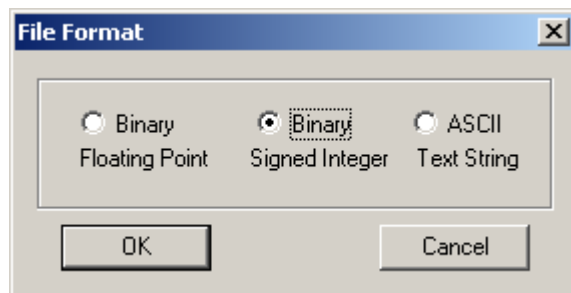 File Format
Binary Binary ASCII
Floating Point Signed Integer Text String
OK Cancel